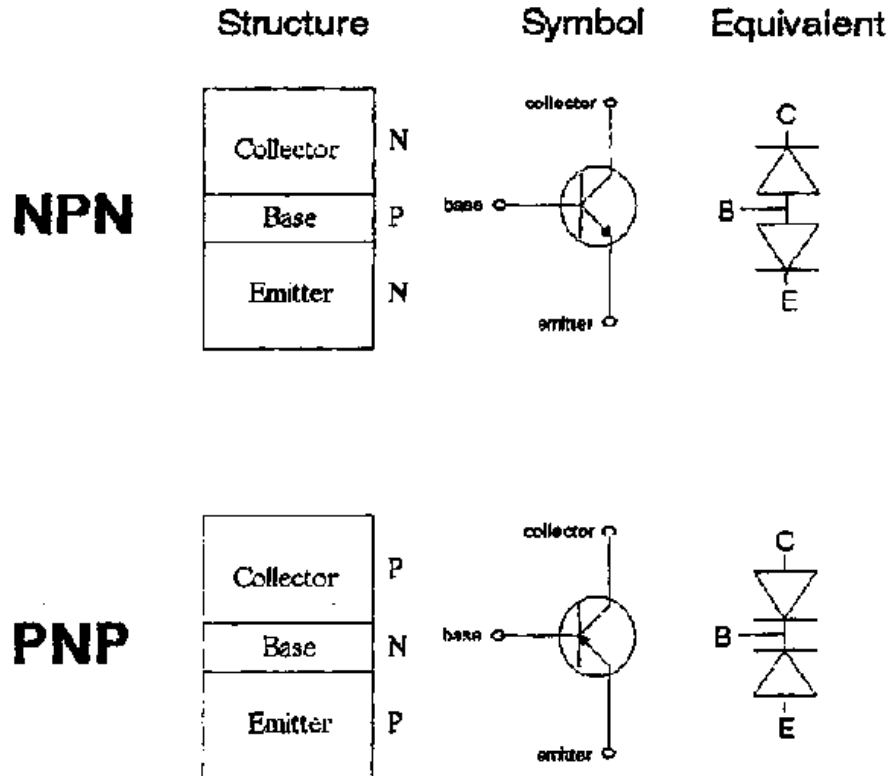 Structure Symbol Equivalent
NPN
Collector N
Base P
Emitter N
collector
base
emitter
C
B
E
PNP
Collector P
Base N
Emitter P
collector
base
emitter
C
B
E